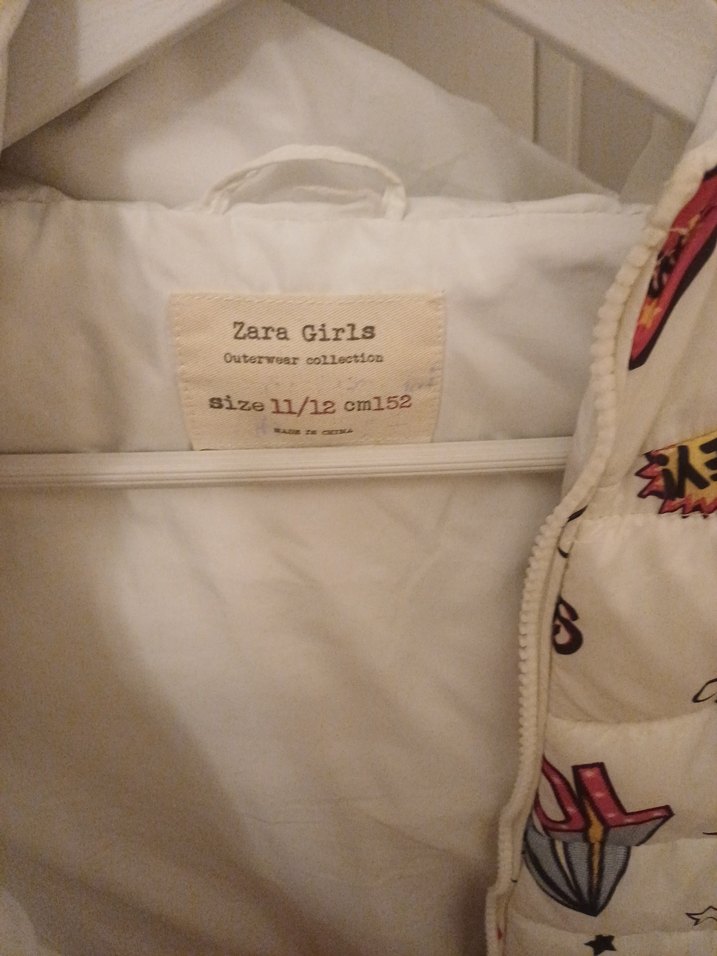 Zara Girls
Outerwear collection
size 11/12 cm152
MADE IN CHINA